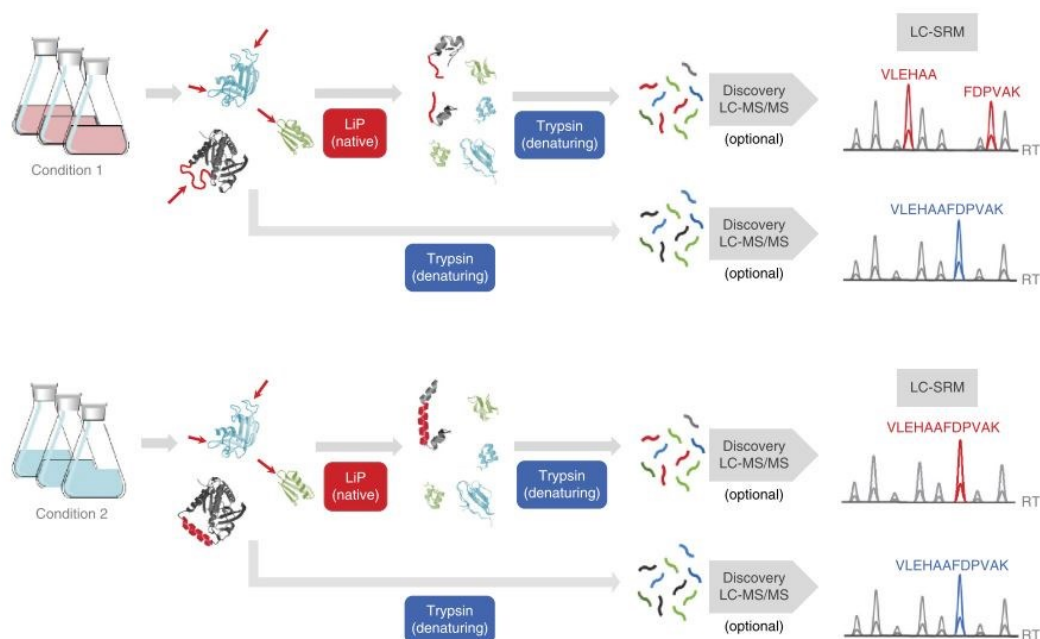 LC-SRM
VLEHAA
FDPVAK
LiP
(native)
Trypsin
(denaturing)
Discovery
LC-MS/MS
(optional)
RT
Condition 1
VLEHAAFDPVAK
Trypsin
(denaturing)
Discovery
LC-MS/MS
(optional)
RT
LC-SRM
VLEHAAFDPVAK
LiP
(native)
Trypsin
(denaturing)
Discovery
LC-MS/MS
(optional)
RT
Condition 2
VLEHAAFDPVAK
Trypsin
(denaturing)
Discovery
LC-MS/MS
(optional)
RT